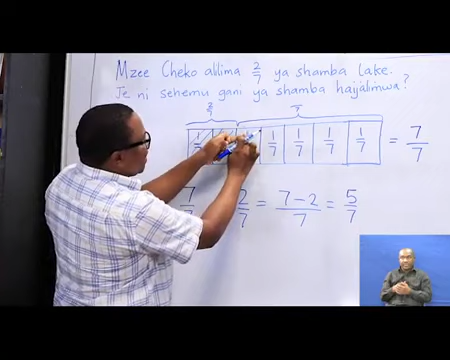 Mzee Cheko alilima 2/7 ya shamba lake.
Je ni sehemu gani ya shamba haijalimwa?
2/7
1/7 1/7 1/7 1/7 1/7 = 7/7
7 2/7 = 7-2/7 = 5/7